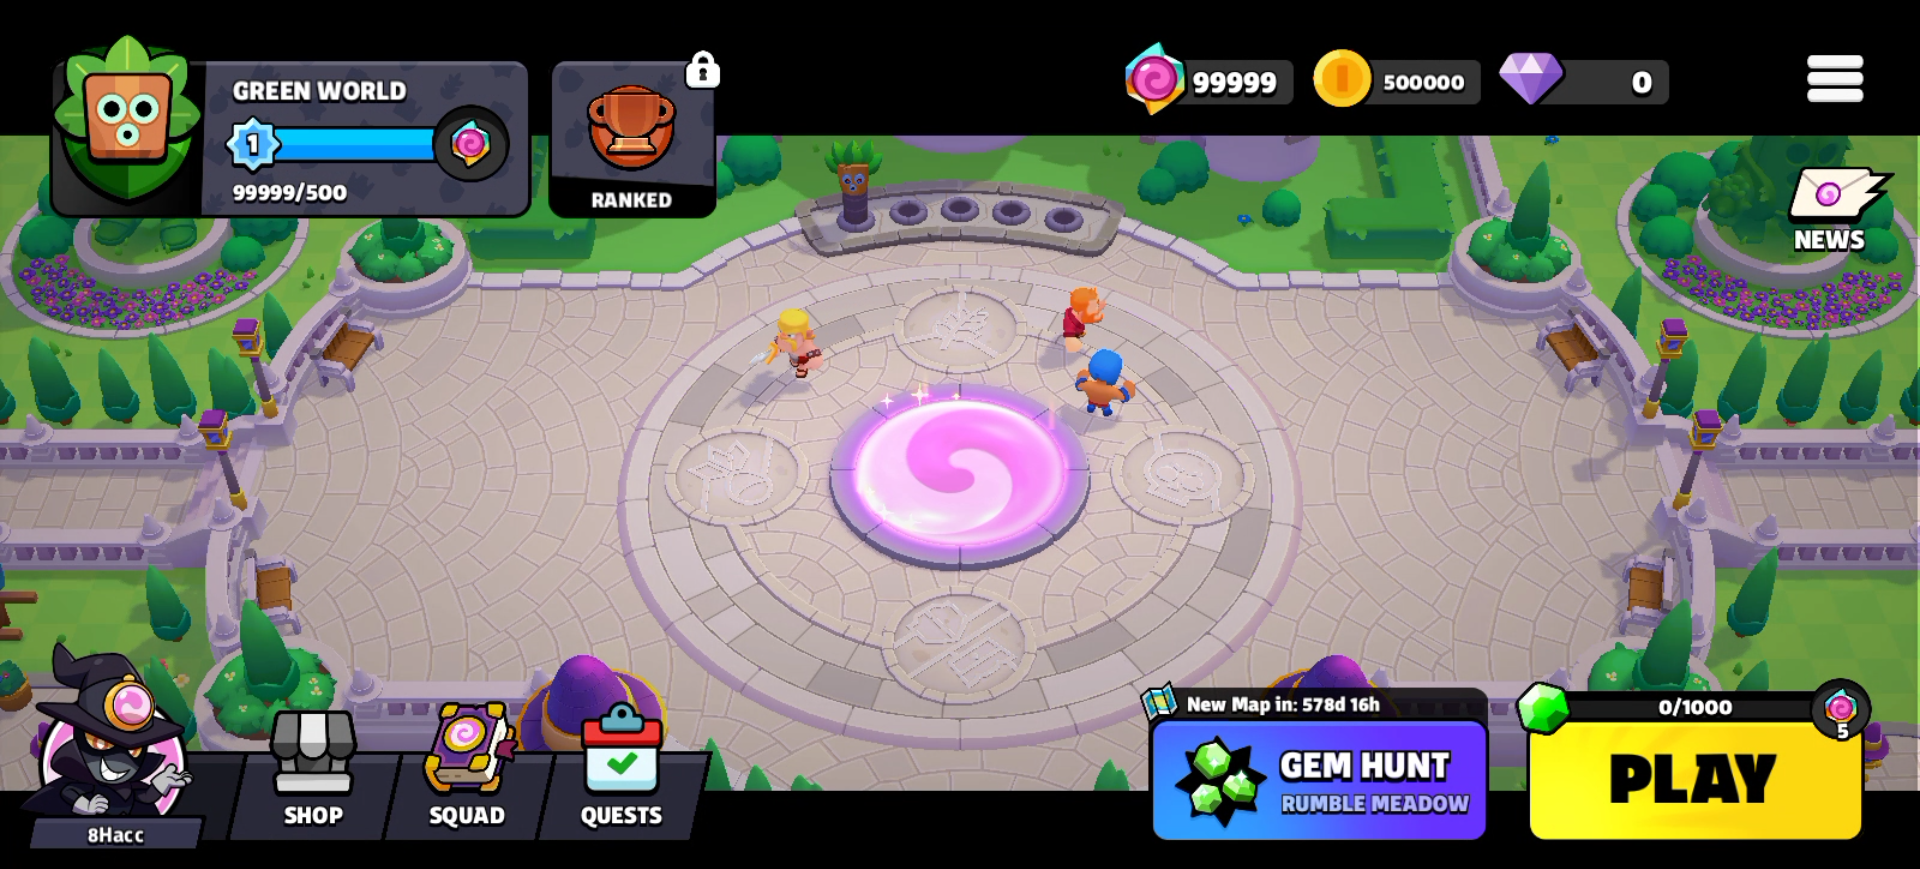 GREEN WORLD
1
99999/500
RANKED
99999
500000
0
NEWS
8Hacc
SHOP
SQUAD
QUESTS
New Map in: 578d 16h
GEM HUNT
RUMBLE MEADOW
0/1000
5
PLAY